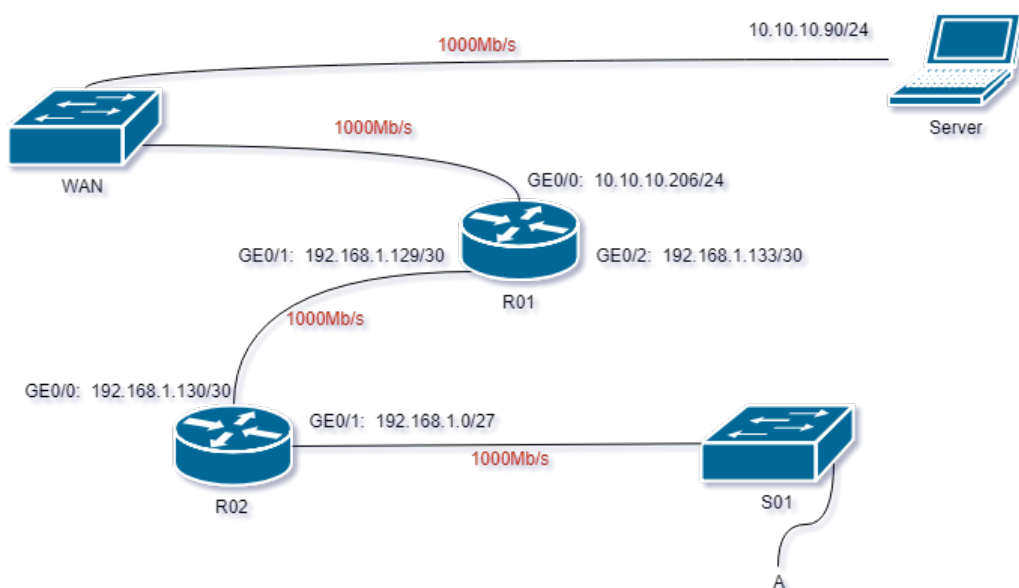 10.10.10.90/24
1000Mb/s
Server
1000Mb/s
WAN
GE0/0: 10.10.10.206/24
GE0/1: 192.168.1.129/30
GE0/2: 192.168.1.133/30
R01
1000Mb/s
GE0/0: 192.168.1.130/30
GE0/1: 192.168.1.0/27
1000Mb/s
R02
S01
A